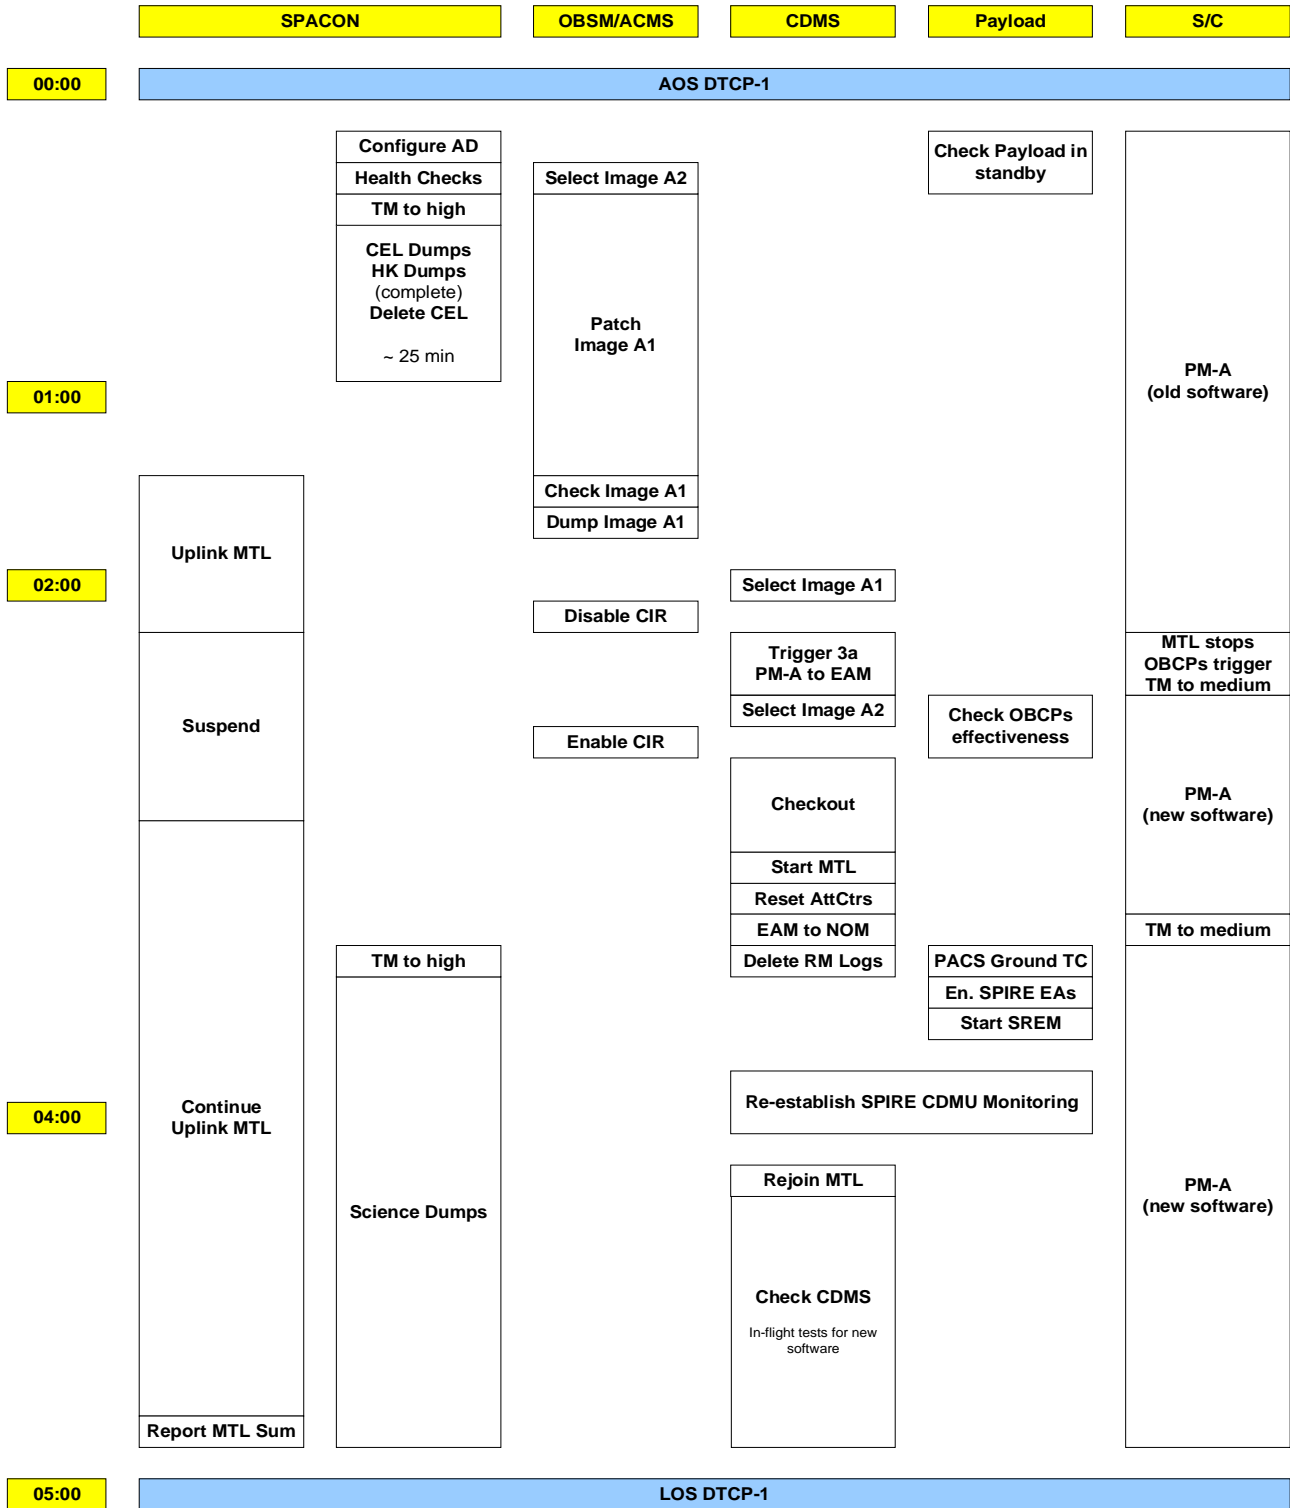 SPACON
OBSM/ACMS
CDMS
Payload
S/C
00:00
AOS DTCP-1
Configure AD
Health Checks
TM to high
CEL Dumps
HK Dumps
(complete)
Delete CEL
~ 25 min
Select Image A2
Patch
Image A1
Check Payload in
standby
PM-A
(old software)
01:00
Check Image A1
Dump Image A1
Uplink MTL
02:00
Select Image A1
Disable CIR
Suspend
Trigger 3a
PM-A to EAM
MTL stops
OBCPs trigger
TM to medium
Select Image A2
Check OBCPs
effectiveness
Enable CIR
Checkout
PM-A
(new software)
Start MTL
Reset AttCtrs
EAM to NOM
TM to medium
TM to high
Delete RM Logs
PACS Ground TC
En. SPIRE EAs
Start SREM
04:00
Continue
Uplink MTL
Re-establish SPIRE CDMU Monitoring
Rejoin MTL
Science Dumps
PM-A
(new software)
Check CDMS
In-flight tests for new
software
Report MTL Sum
05:00
LOS DTCP-1